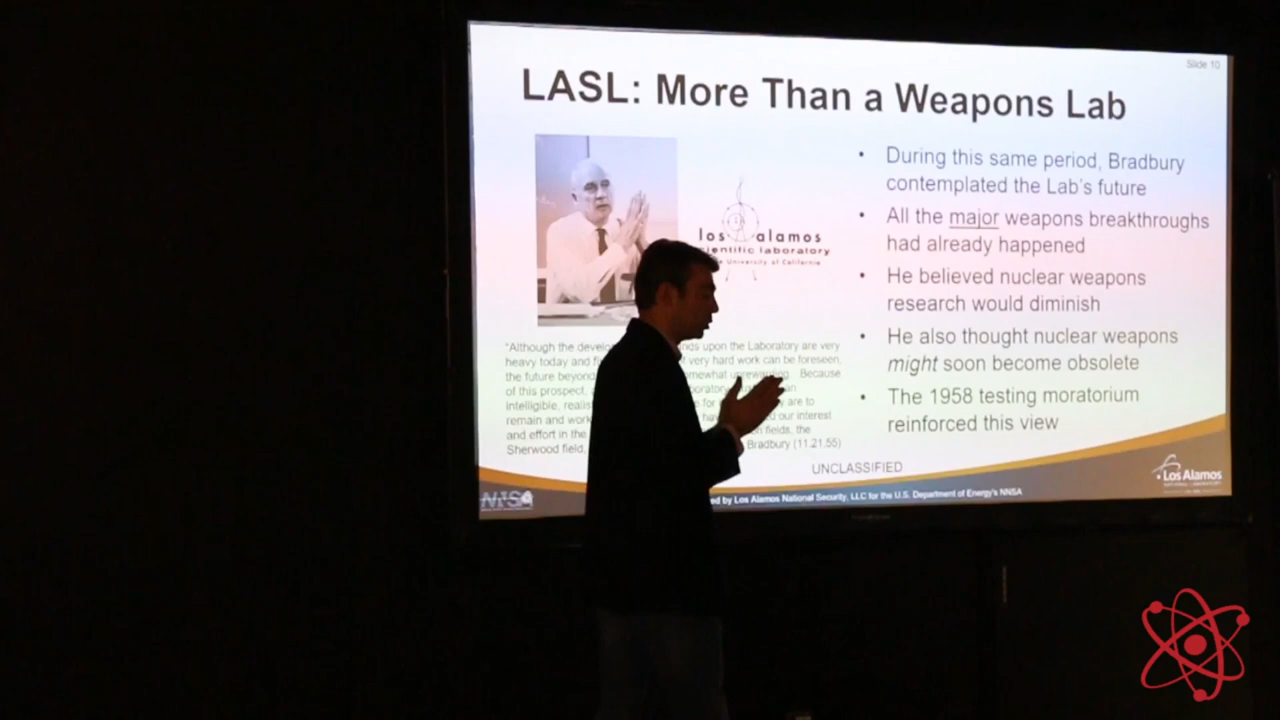 Slide 10
LASL: More Than a Weapons Lab
• During this same period, Bradbury
contemplated the Lab's future
• All the major weapons breakthroughs
had already happened
• He believed nuclear weapons
research would diminish
• He also thought nuclear weapons
might soon become obsolete
• The 1958 testing moratorium
reinforced this view
los alamos
scientific laboratory
University of California
"Although the upon the Laboratory are very
heavy today and very hard work can be foreseen,
the future beyond unrewarding. Because
of this prospect,
intelligible, for are to
remain and work our interest
and effort in the fields, the
Sherwood field, Bradbury (11.21.55)
UNCLASSIFIED
NNSA
by Los Alamos National Security, LLC for the U.S. Department of Energy's NNSA
Los Alamos
NATIONAL LABORATORY